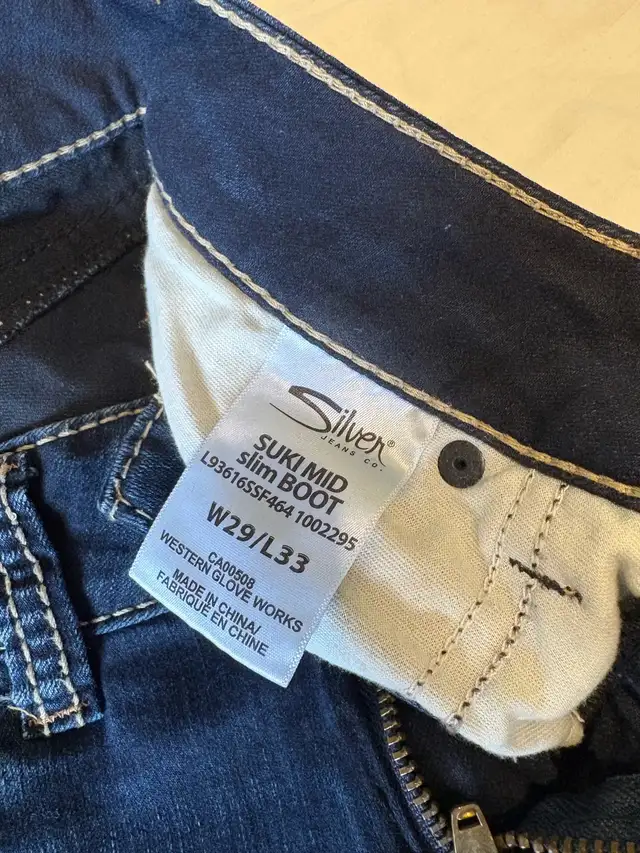 Silver®
JEANS CO.
SUKI MID
slim BOOT
L93616SSF464 1002295
W29/L33
CA00508
WESTERN GLOVE WORKS
MADE IN CHINA/
FABRIQUE EN CHINE